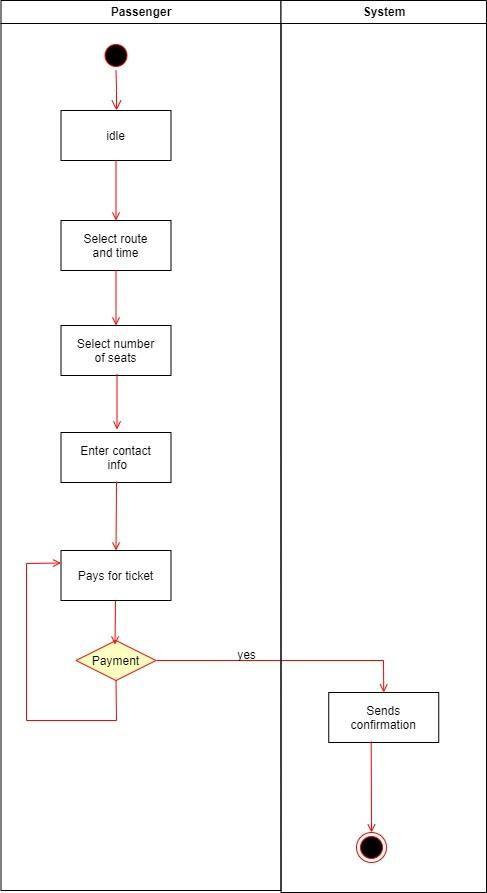 Passenger
System
idle
Select route
and time
Select number
of seats
Enter contact
info
Pays for ticket
Payment
yes
Sends
confirmation